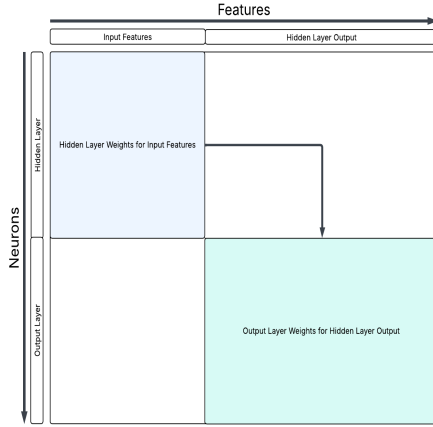 Features
Input Features
Hidden Layer Output
Neurons
Hidden Layer
Hidden Layer Weights for Input Features
Output Layer
Output Layer Weights for Hidden Layer Output